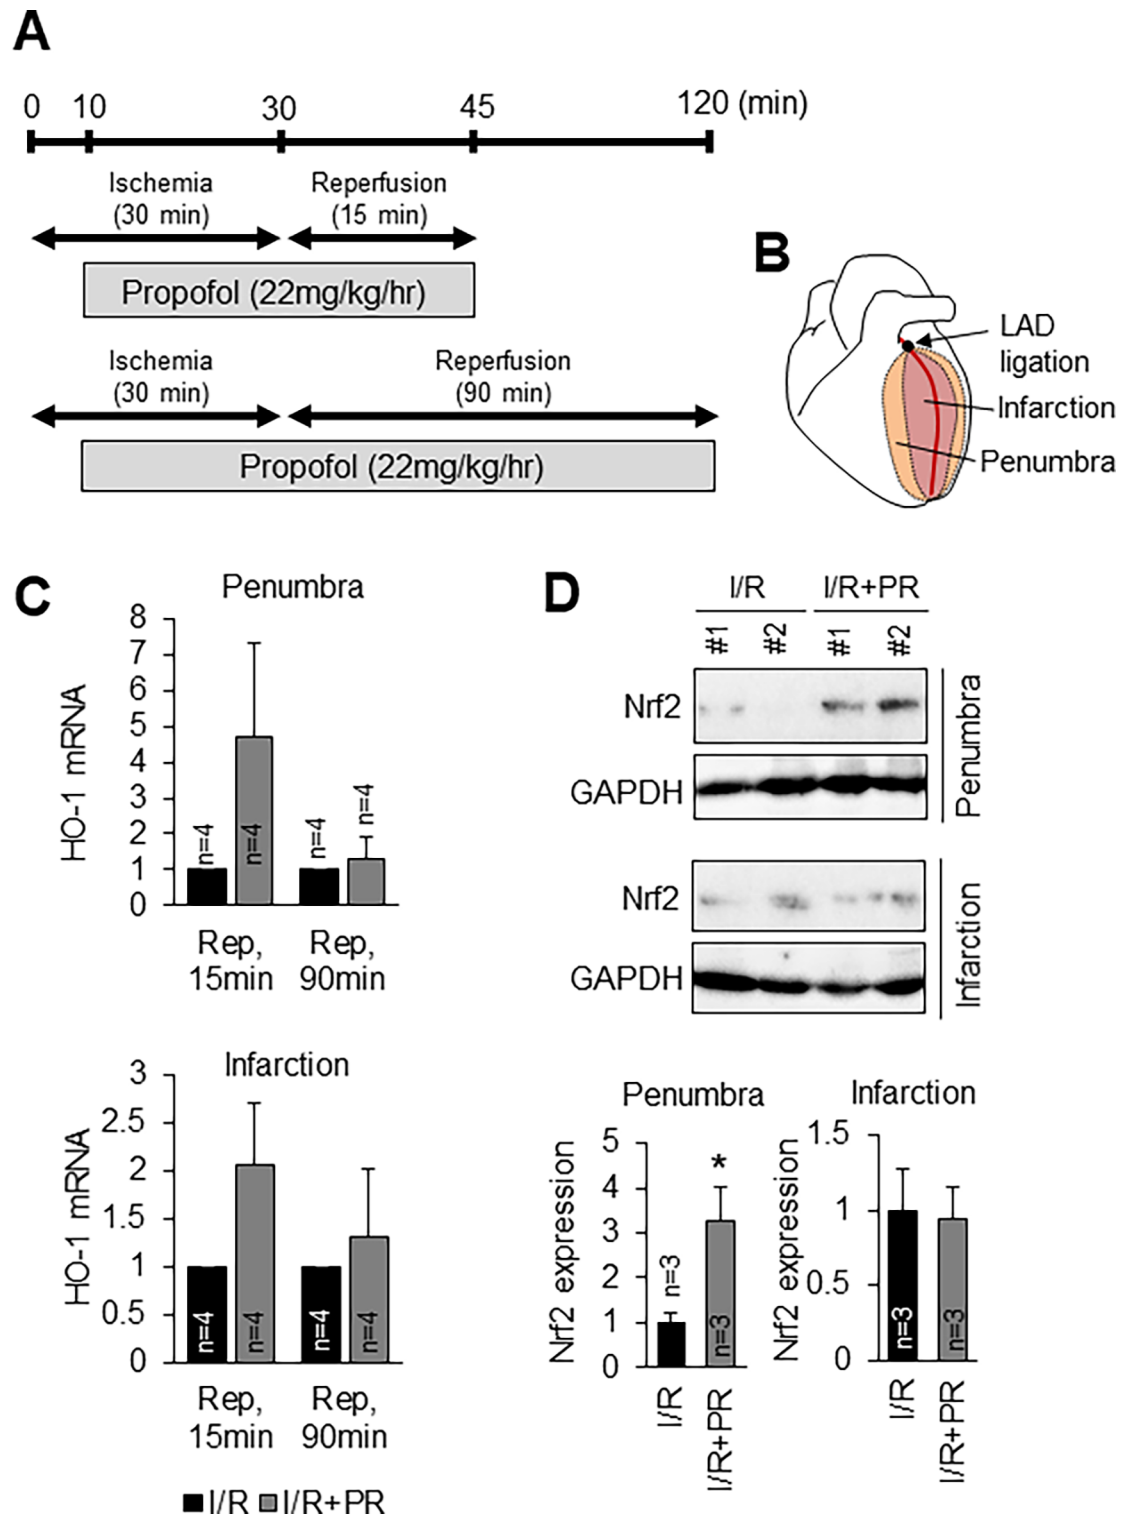 A
0 10 30 45 120 (min)
Ischemia
(30 min)
Reperfusion
(15 min)
Propofol (22mg/kg/hr)
Ischemia
(30 min)
Reperfusion
(90 min)
Propofol (22mg/kg/hr)
B
LAD
ligation
Infarction
Penumbra
C
Penumbra
HO-1 mRNA
8
7
6
5
4
3
2
1
0
n=4
n=4
n=4
n=4
Rep,
15min
Rep,
90min
Infarction
HO-1 mRNA
3
2.5
2
1.5
1
0.5
0
n=4
n=4
n=4
n=4
Rep,
15min
Rep,
90min
I/R I/R+PR
D
I/R I/R+PR
#1 #2 #1 #2
Nrf2
GAPDH
Penumbra
Nrf2
GAPDH
Infarction
Penumbra
Nrf2 expression
5
4
3
2
1
0
n=3
*
n=3
I/R
I/R+PR
Infarction
Nrf2 expression
1.5
1
0.5
0
n=3
n=3
I/R
I/R+PR